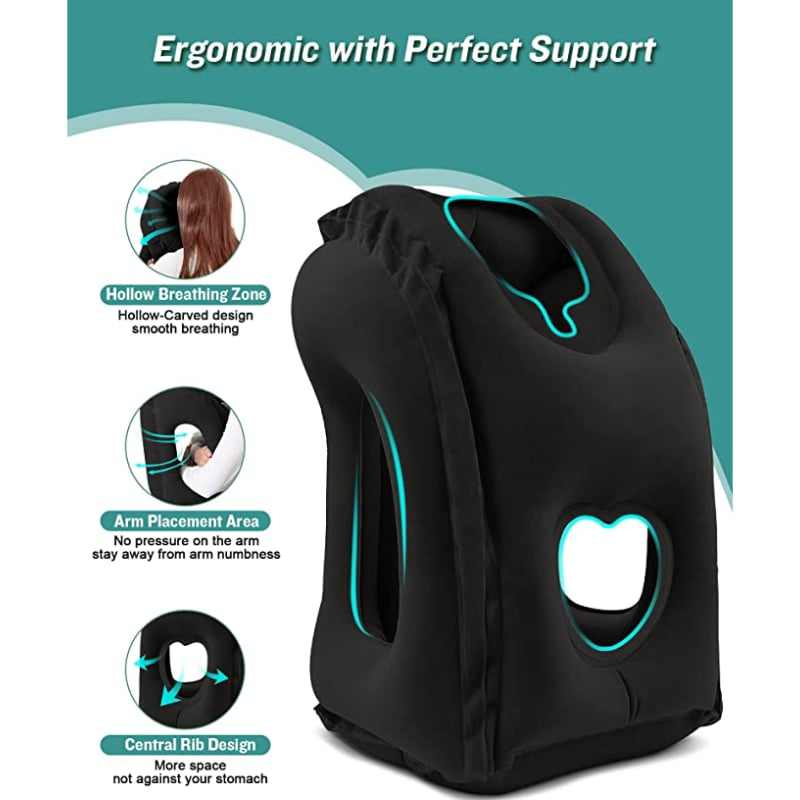 Ergonomic with Perfect Support
Hollow Breathing Zone
Hollow-Carved design
smooth breathing
Arm Placement Area
No pressure on the arm
stay away from arm numbness
Central Rib Design
More space
not against your stomach